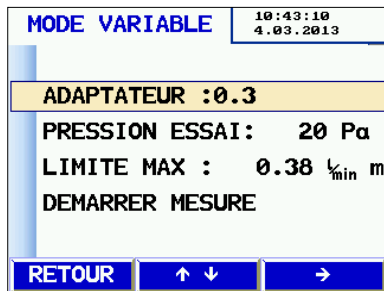 MODE VARIABLE
10:43:10
4.03.2013
ADAPTATEUR :0.3
PRESSION ESSAI: 20 Pa
LIMITE MAX : 0.38 L/min m
DEMARRER MESURE
RETOUR ↑ ↓ →